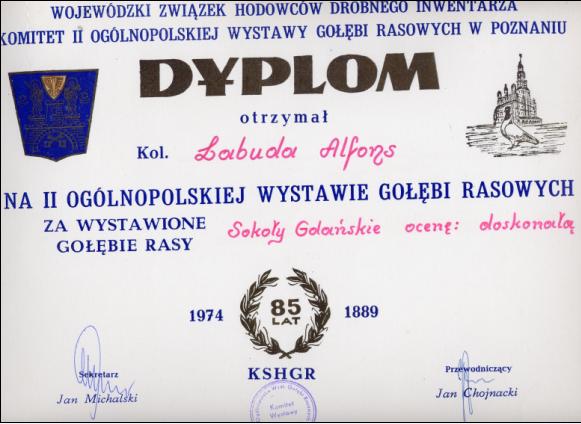 WOJEWÓDZKI ZWIĄZEK HODOWCÓW DROBNEGO INWENTARZA
KOMITET II OGÓLNOPOLSKIEJ WYSTAWY GOŁĘBI RASOWYCH W POZNANIU
DYPLOM
otrzymał
Kol. Labuda Alfons
NA II OGÓLNOPOLSKIEJ WYSTAWIE GOŁĘBI RASOWYCH
ZA WYSTAWIONE
GOŁĘBIE RASY Sokoły Gdańskie ocenę: doskonałą
1974 85 LAT 1889
KSHGR
Sekretarz
Jan Michalski
Przewodniczący
Jan Chojnacki
Komitet
Wystawy